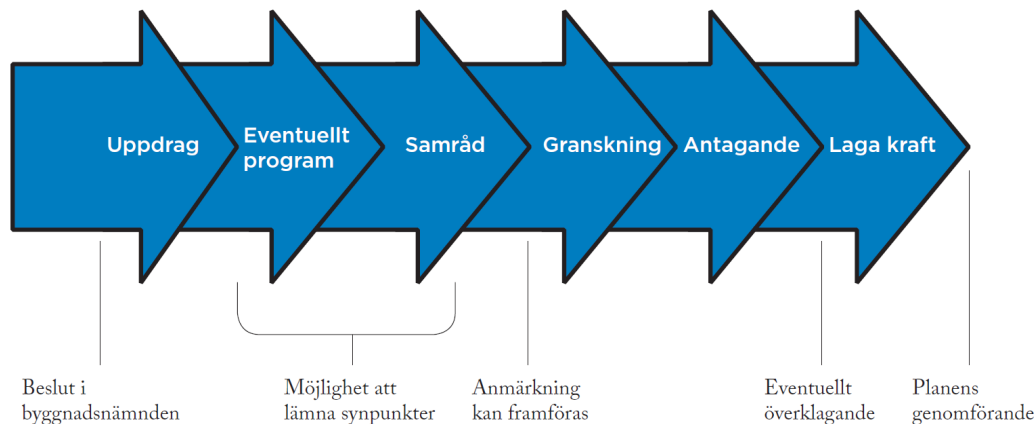 Uppdrag
Eventuellt
program
Samråd
Granskning
Antagande
Laga kraft
Beslut i
byggnadsnämnden
Möjlighet att
lämna synpunkter
Anmärkning
kan framföras
Eventuellt
överklagande
Planens
genomförande